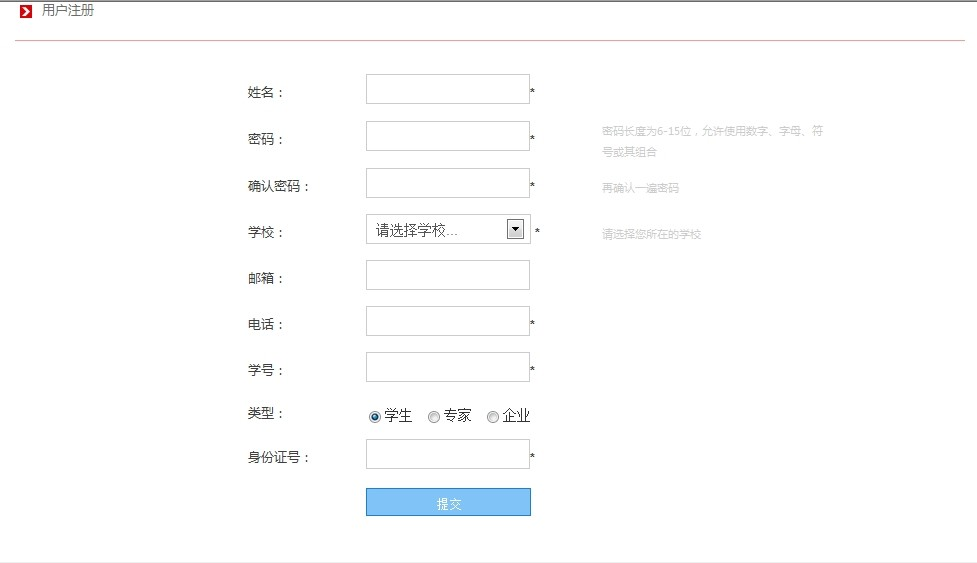 用户注册
姓名：
*
密码：
*
密码长度为6-15位，允许使用数字、字母、符
号或其组合
确认密码：
*
再确认一遍密码
学校：
请选择学校...
*
请选择您所在的学校
邮箱：
电话：
*
学号：
*
类型：
学生 专家 企业
身份证号：
*
提交